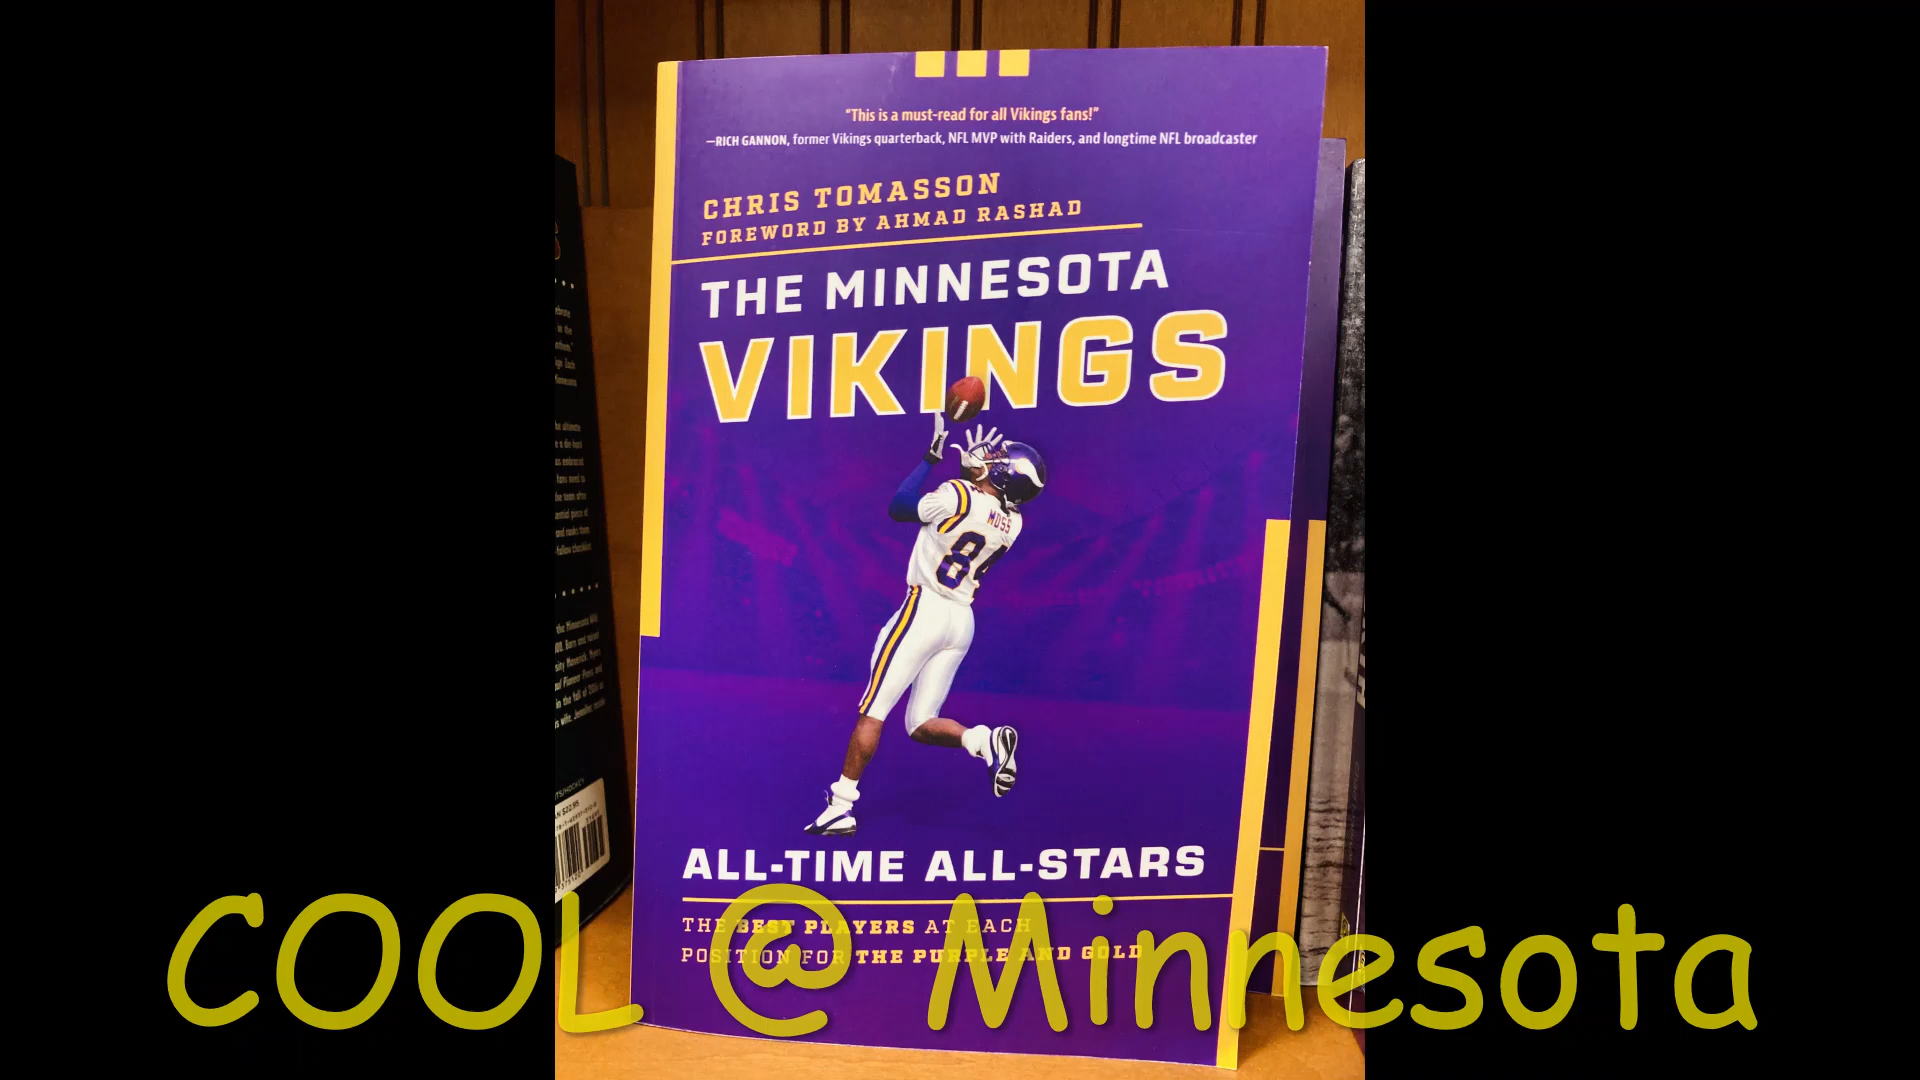 "This is a must-read for all Vikings fans!"
—RICH GANNON, former Vikings quarterback, NFL MVP with Raiders, and longtime NFL broadcaster
CHRIS TOMASSON
FOREWORD BY AHMAD RASHAD
THE MINNESOTA
VIKINGS
MOSS
84
ALL-TIME ALL-STARS
THE BEST PLAYERS AT EACH
POSITION FOR THE PURPLE AND GOLD
COOL @ Minnesota